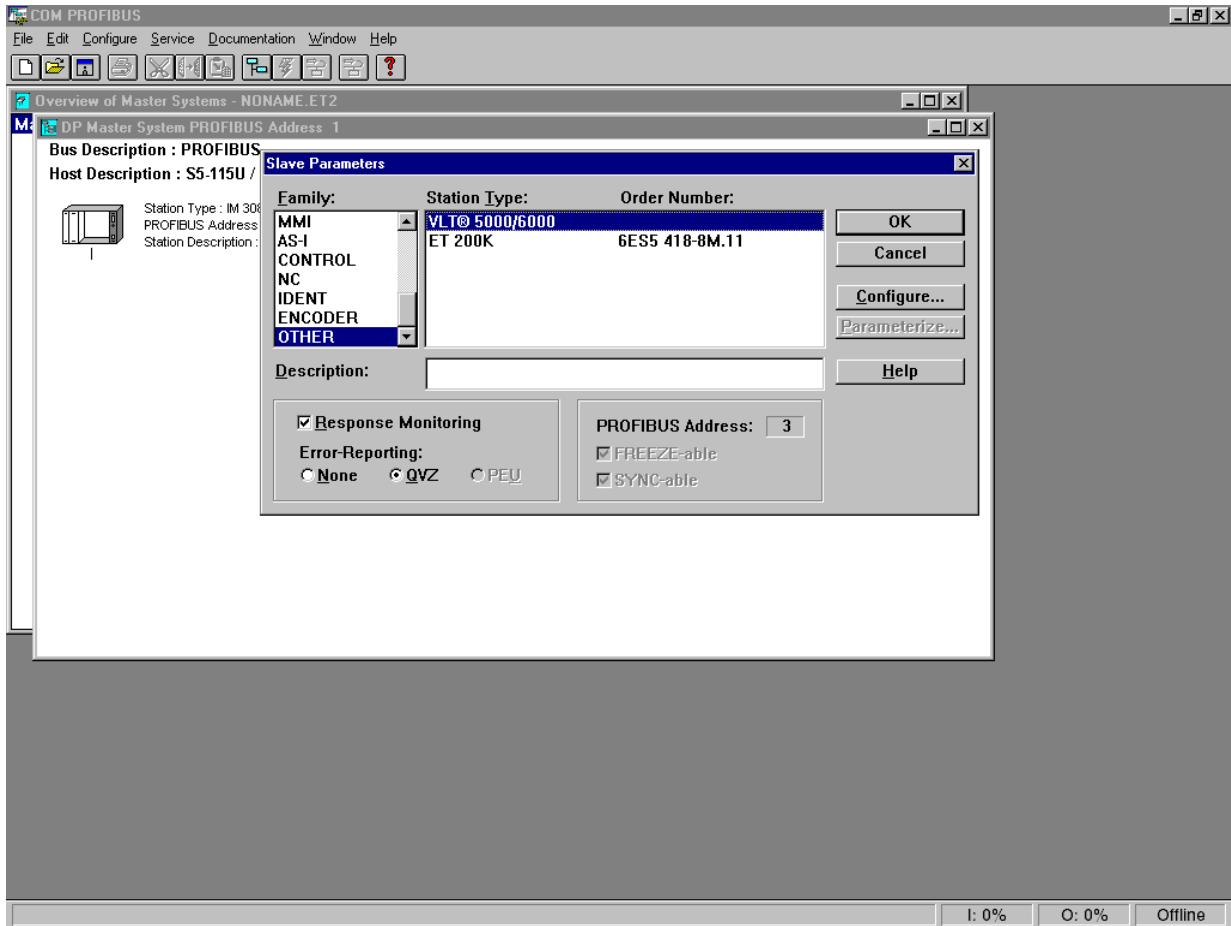 COM PROFIBUS
File Edit Configure Service Documentation Window Help
Overview of Master Systems - NONAME.ET2
DP Master System PROFIBUS Address 1
Bus Description : PROFIBUS
Host Description : S5-115U /
Station Type : IM 308
PROFIBUS Address
Station Description :
Slave Parameters
Family: Station Type: Order Number:
MMI
AS-I
CONTROL
NC
IDENT
ENCODER
OTHER
VLT® 5000/6000
ET 200K 6ES5 418-8M.11
OK
Cancel
Configure...
Parameterize...
Help
Description:
Response Monitoring
Error-Reporting:
None QVZ PEU
PROFIBUS Address: 3
FREEZE-able
SYNC-able
I: 0% O: 0% Offline